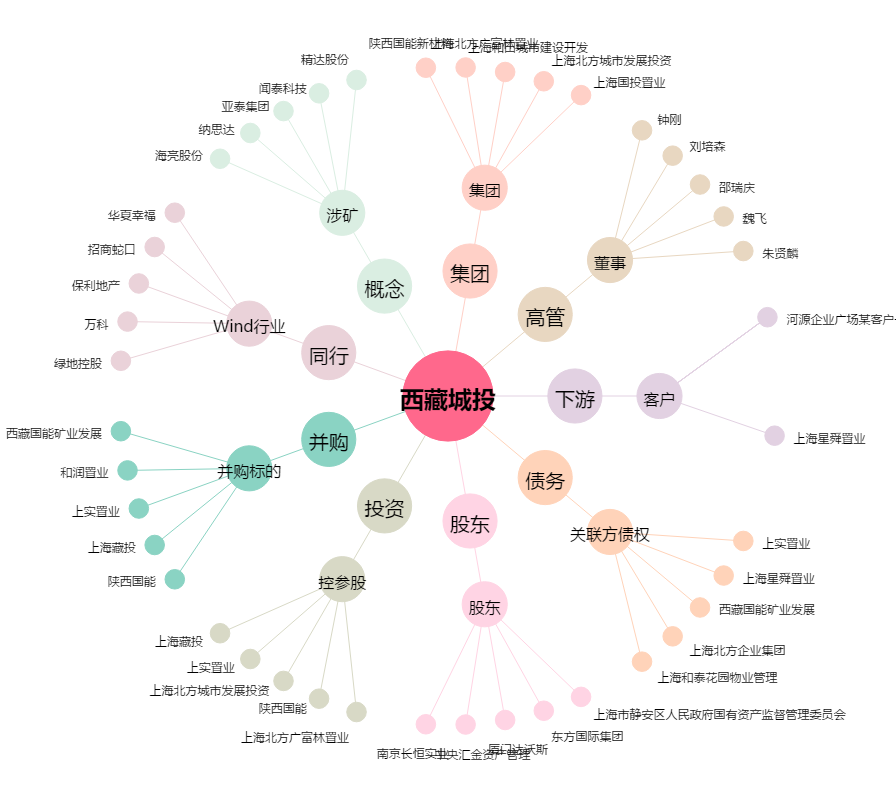 陕西国能新材料
上海北方广富林置业
上海和田城市建设开发
上海北方城市发展投资
上海国投置业
集团
集团
精达股份
闻泰科技
亚泰集团
纳思达
海亮股份
涉矿
概念
钟刚
刘培森
邵瑞庆
魏飞
朱贤麟
董事
高管
华夏幸福
招商蛇口
保利地产
万科
绿地控股
Wind行业
同行
西藏城投
下游
客户
河源企业广场某客户
上海星舜置业
西藏国能矿业发展
和润置业
上实置业
上海藏投
陕西国能
并购标的
并购
债务
关联方债权
上实置业
上海星舜置业
西藏国能矿业发展
上海北方企业集团
上海和泰花园物业管理
投资
控参股
上海藏投
上实置业
上海北方城市发展投资
陕西国能
上海北方广富林置业
股东
股东
南京长恒实业
中央汇金资产管理
厦门达沃斯
东方国际集团
上海市静安区人民政府国有资产监督管理委员会